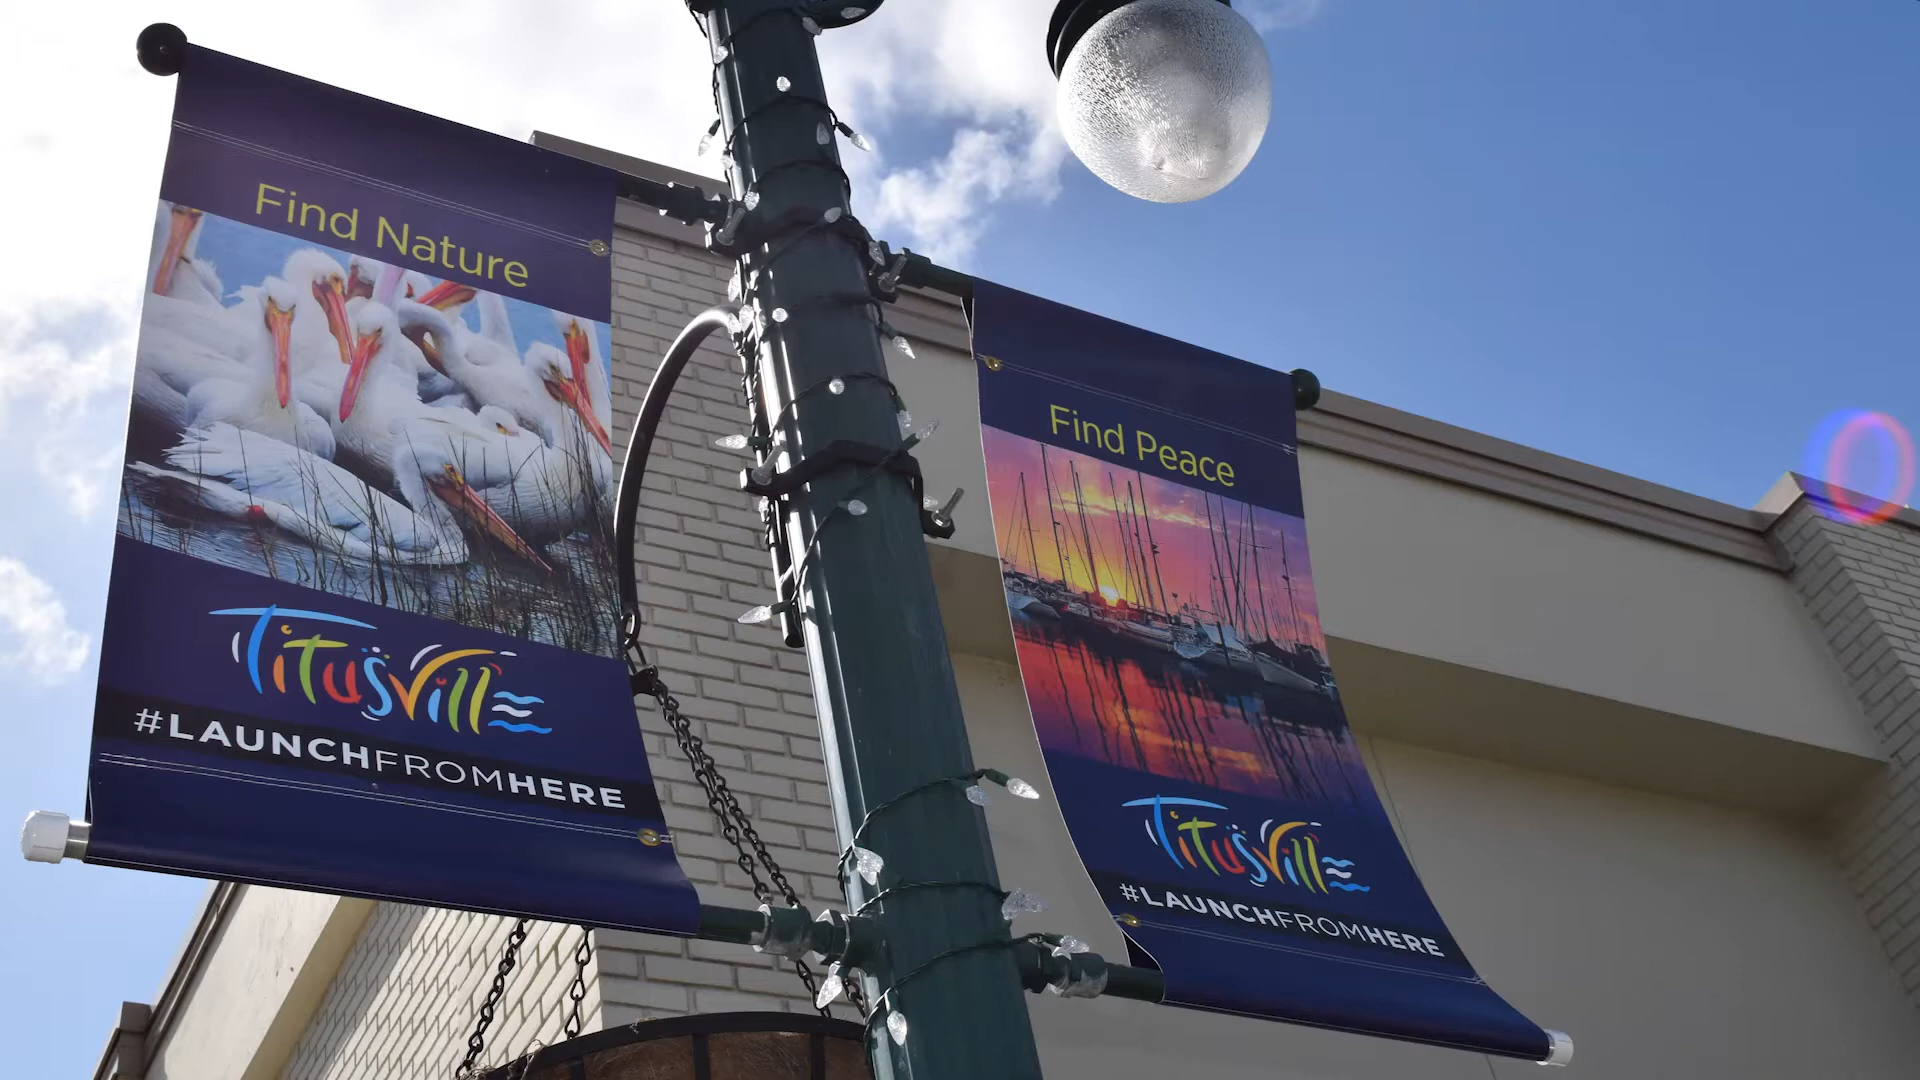 Find Nature
Titusville
#LAUNCHFROMHERE
Find Peace
Titusville
#LAUNCHFROMHERE